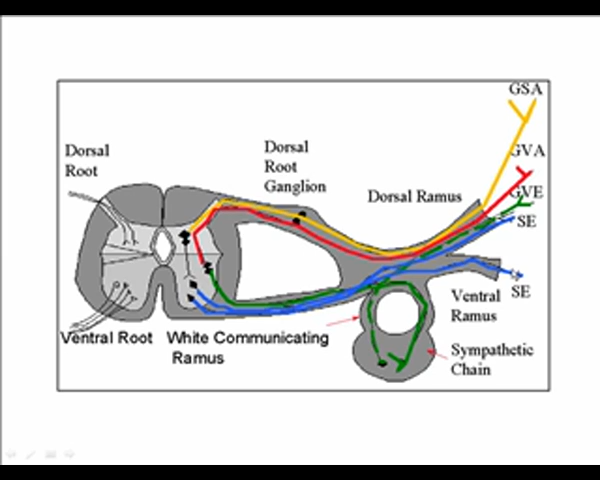 GSA
Dorsal
Root
Dorsal
Root
Ganglion
GVA
Dorsal Ramus
GVE
SE
SE
Ventral
Ramus
Ventral Root
White Communicating
Ramus
Sympathetic
Chain